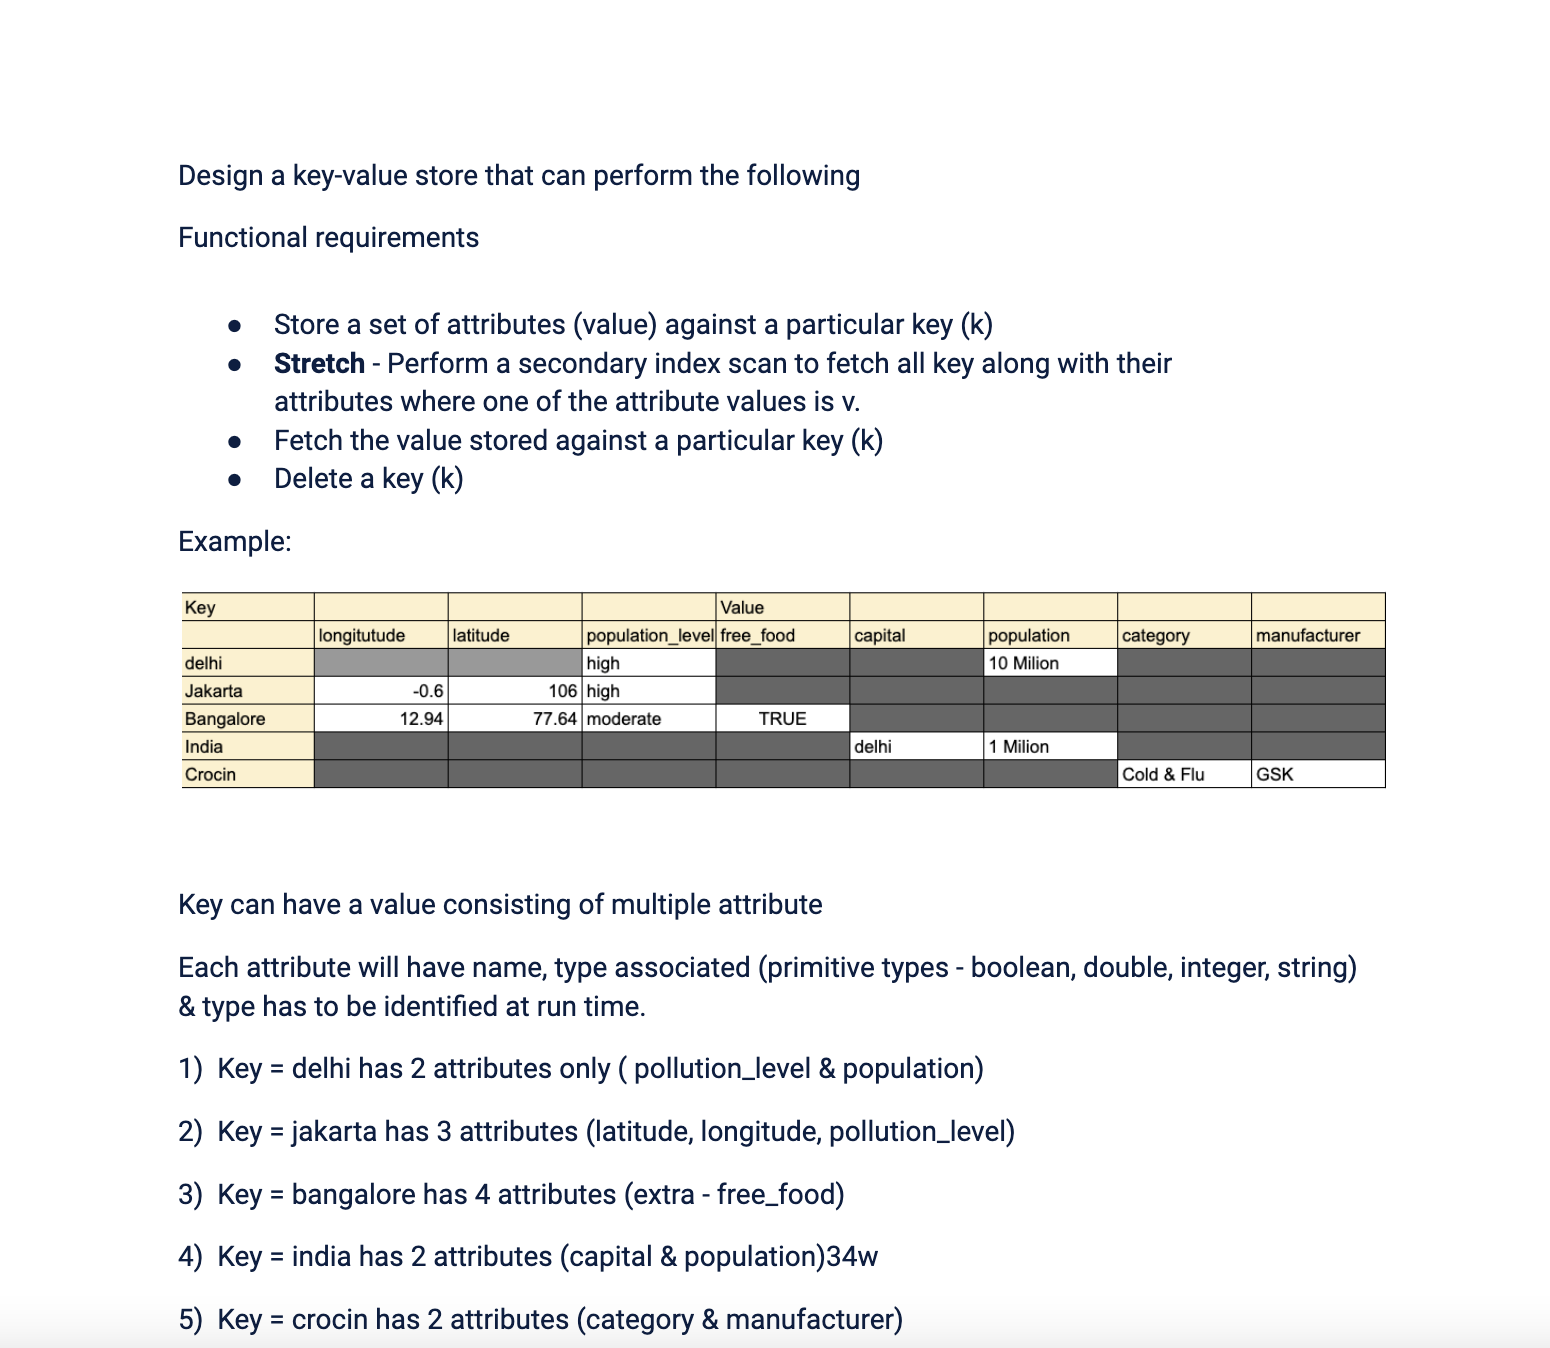 Design a key-value store that can perform the following
Functional requirements
● Store a set of attributes (value) against a particular key (k)
● Stretch - Perform a secondary index scan to fetch all key along with their
attributes where one of the attribute values is v.
● Fetch the value stored against a particular key (k)
● Delete a key (k)
Example:
Key Value
longitutude latitude population_level free_food capital population category manufacturer
delhi high 10 Milion
Jakarta -0.6 106 high
Bangalore 12.94 77.64 moderate TRUE
India delhi 1 Milion
Crocin Cold & Flu GSK
Key can have a value consisting of multiple attribute
Each attribute will have name, type associated (primitive types - boolean, double, integer, string)
& type has to be identified at run time.
1) Key = delhi has 2 attributes only ( pollution_level & population)
2) Key = jakarta has 3 attributes (latitude, longitude, pollution_level)
3) Key = bangalore has 4 attributes (extra - free_food)
4) Key = india has 2 attributes (capital & population)34w
5) Key = crocin has 2 attributes (category & manufacturer)